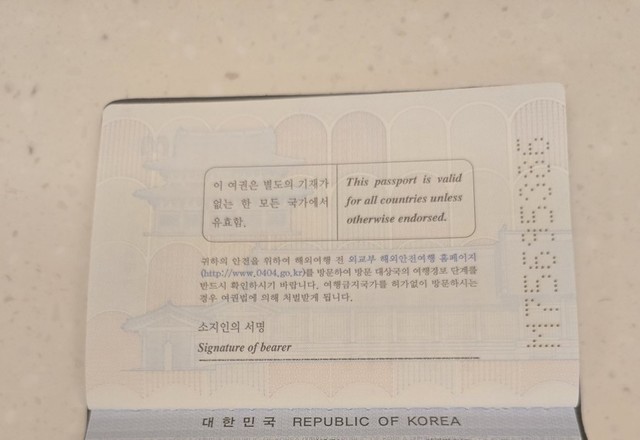 이 여권은 별도의 기재가
없는 한 모든 국가에서
유효함.
This passport is valid
for all countries unless
otherwise endorsed.
귀하의 안전을 위하여 해외여행 전 외교부 해외안전여행 홈페이지
(http://www.0404.go.kr)를 방문하여 방문 대상국의 여행경보 단계를
반드시 확인하시기 바랍니다. 여행금지국가를 허가없이 방문하시는
경우 여권법에 의해 처벌받게 됩니다.
소지인의 서명
Signature of bearer
M75695386
대한민국 REPUBLIC OF KOREA